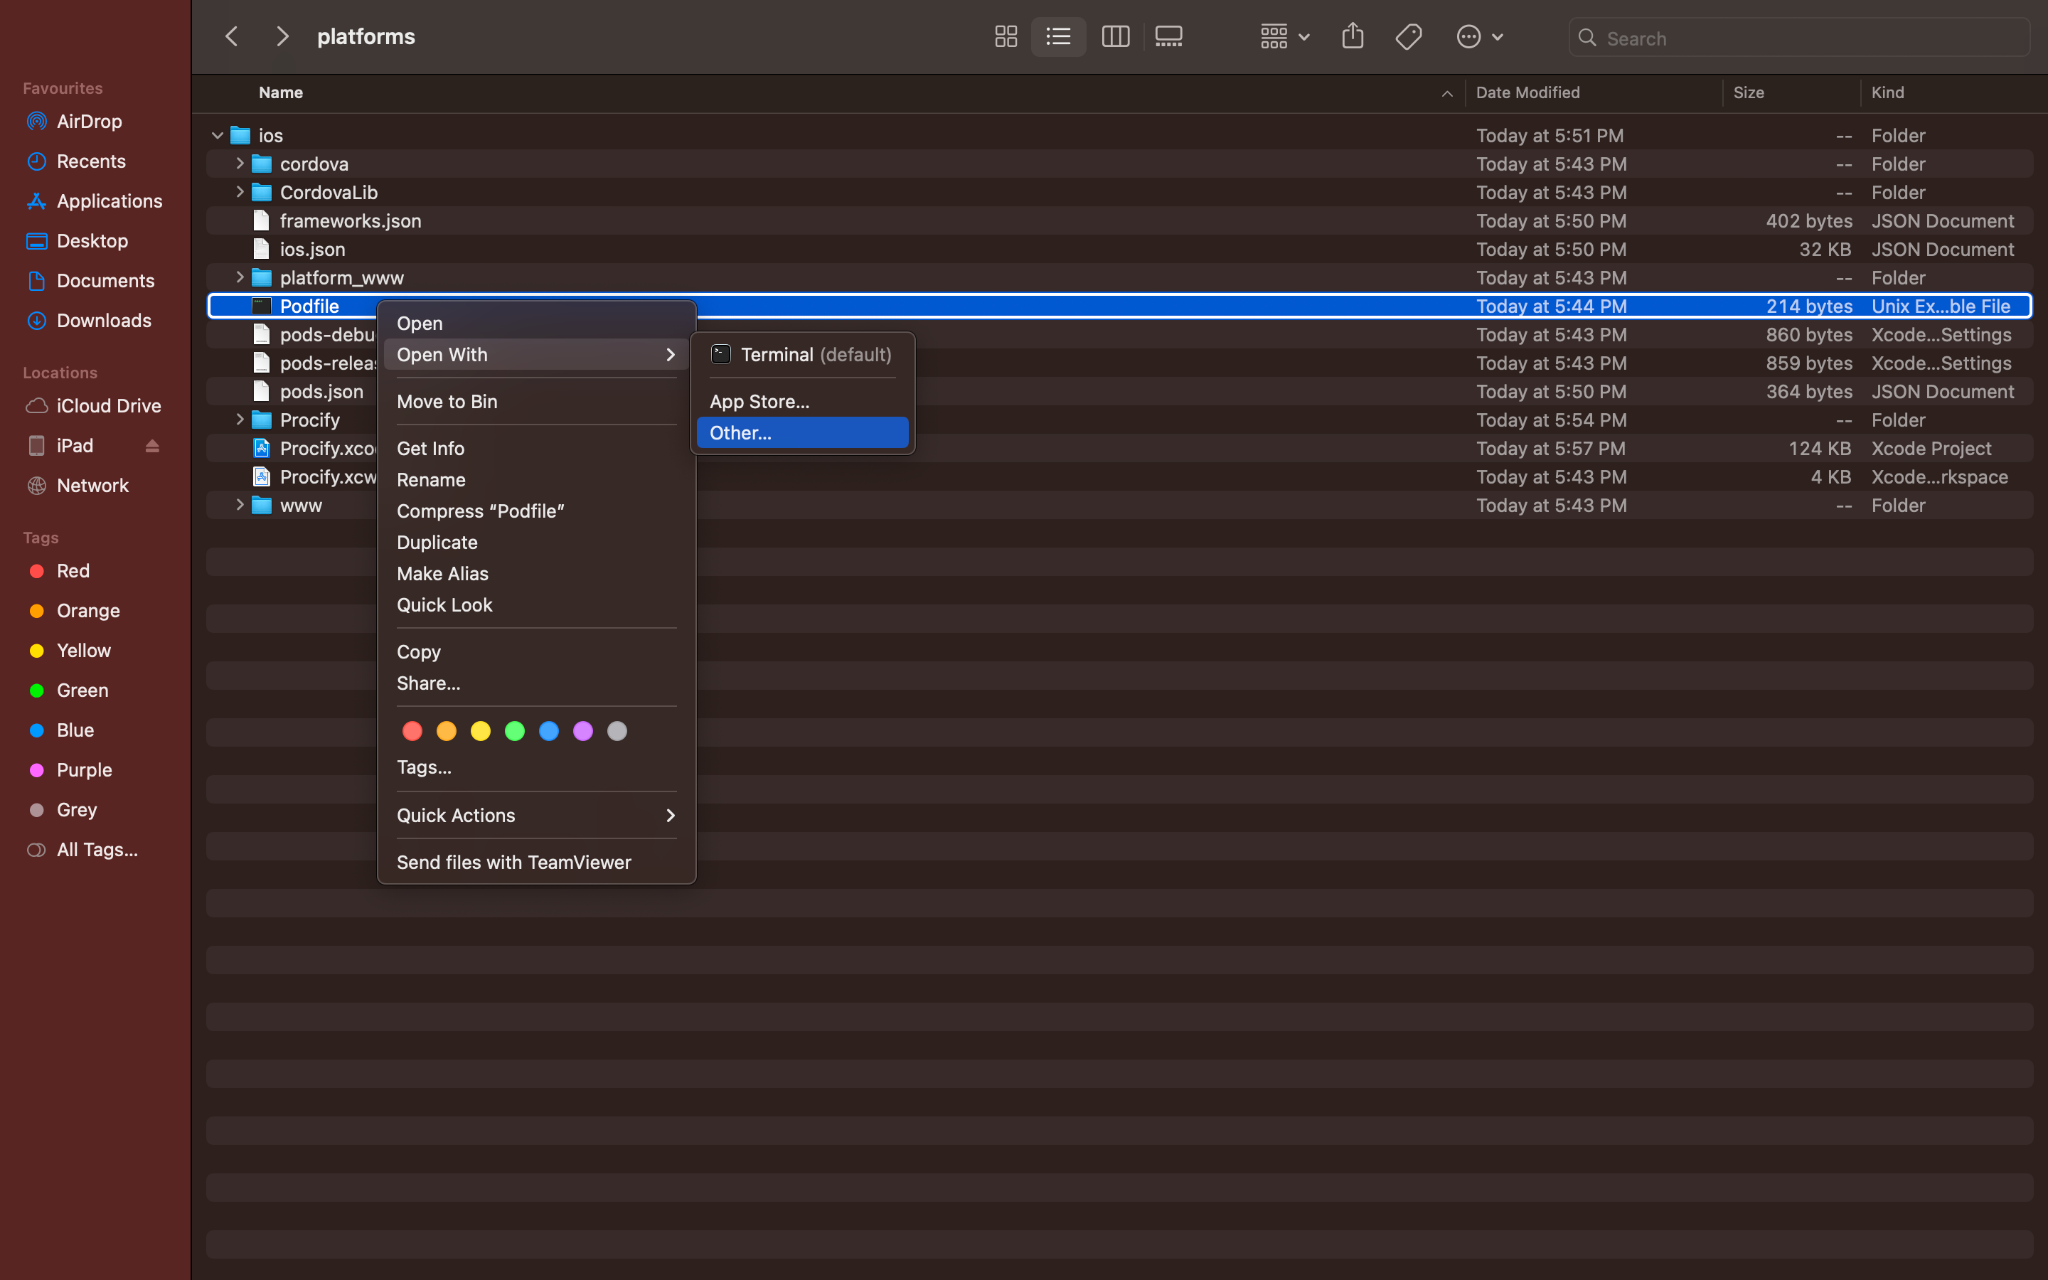 platforms
Search
Favourites
AirDrop
Recents
Applications
Desktop
Documents
Downloads
Locations
iCloud Drive
iPad
Network
Tags
Red
Orange
Yellow
Green
Blue
Purple
Grey
All Tags...
Name Date Modified Size Kind
ios Today at 5:51 PM -- Folder
cordova Today at 5:43 PM -- Folder
CordovaLib Today at 5:43 PM -- Folder
frameworks.json Today at 5:50 PM 402 bytes JSON Document
ios.json Today at 5:50 PM 32 KB JSON Document
platform_www Today at 5:43 PM -- Folder
Podfile Today at 5:44 PM 214 bytes Unix Ex...ble File
pods-debu Today at 5:43 PM 860 bytes Xcode...Settings
pods-relea Today at 5:43 PM 859 bytes Xcode...Settings
pods.json Today at 5:50 PM 364 bytes JSON Document
Procify Today at 5:54 PM -- Folder
Procify.xco Today at 5:57 PM 124 KB Xcode Project
Procify.xcw Today at 5:43 PM 4 KB Xcode...rkspace
www Today at 5:43 PM -- Folder
Open
Open With
Move to Bin
Get Info
Rename
Compress “Podfile”
Duplicate
Make Alias
Quick Look
Copy
Share...
Tags...
Quick Actions
Send files with TeamViewer
Terminal (default)
App Store...
Other...